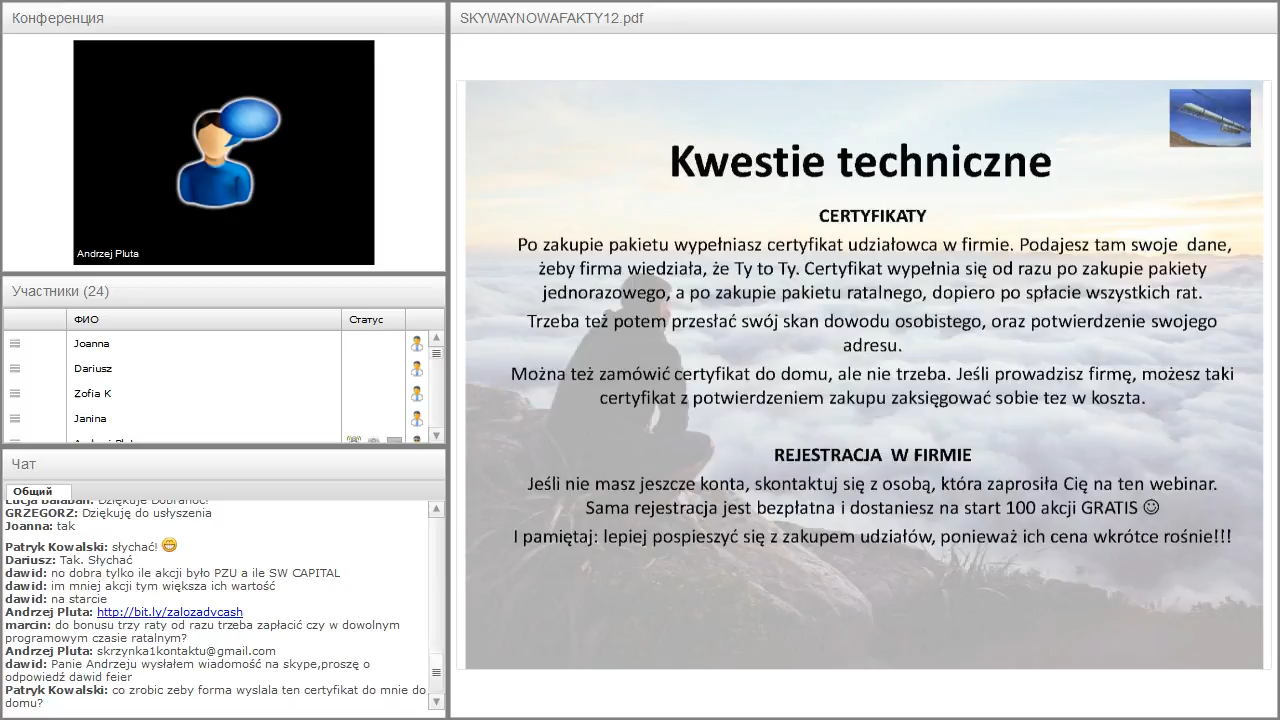 Конференция
Andrzej Pluta
Участники (24)
ФИО
Статус
Joanna
Dariusz
Zofia K
Janina
Чат
Общий
GRZEGORZ: Dziękuję do usłyszenia
Joanna: tak
Patryk Kowalski: słychać!
Dariusz: Tak. Słychać
dawid: no dobra tylko ile akcji było PZU a ile SW CAPITAL
dawid: im mniej akcji tym większa ich wartość
dawid: na starcie
Andrzej Pluta: http://bit.ly/zalozadvcash
marcin: do bonusu trzy raty od razu trzeba zapłacić czy w dowolnym
programowym czasie ratalnym?
Andrzej Pluta: skrzynka1kontaktu@gmail.com
dawid: Panie Andrzeju wysłałem wiadomość na skype,proszę o
odpowiedź dawid feier
Patryk Kowalski: co zrobic zeby forma wyslala ten certyfikat do mnie do
domu?
SKYWAYNOWAFAKTY12.pdf
Kwestie techniczne
CERTYFIKATY
Po zakupie pakietu wypełniasz certyfikat udziałowca w firmie. Podajesz tam swoje dane,
żeby firma wiedziała, że Ty to Ty. Certyfikat wypełnia się od razu po zakupie pakiety
jednorazowego, a po zakupie pakietu ratalnego, dopiero po spłacie wszystkich rat.
Trzeba też potem przesłać swój skan dowodu osobistego, oraz potwierdzenie swojego
adresu.
Można też zamówić certyfikat do domu, ale nie trzeba. Jeśli prowadzisz firmę, możesz taki
certyfikat z potwierdzeniem zakupu zaksięgować sobie tez w koszta.
REJESTRACJA W FIRMIE
Jeśli nie masz jeszcze konta, skontaktuj się z osobą, która zaprosiła Cię na ten webinar.
Sama rejestracja jest bezpłatna i dostaniesz na start 100 akcji GRATIS ☺
I pamiętaj: lepiej pospieszyć się z zakupem udziałów, ponieważ ich cena wkrótce rośnie!!!